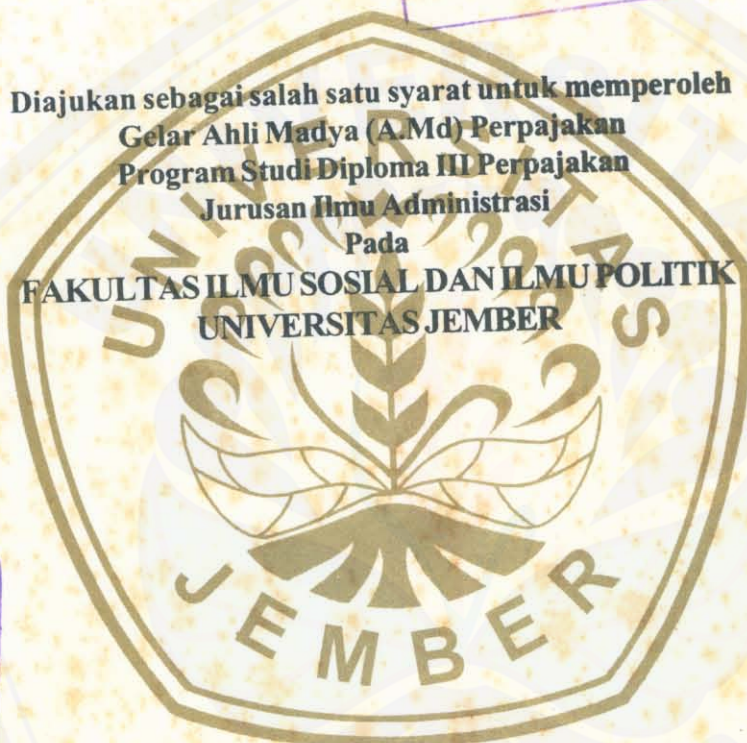 Diajukan sebagai salah satu syarat untuk memperoleh
Gelar Ahli Madya (A.Md) Perpajakan
Program Studi Diploma III Perpajakan
Jurusan Ilmu Administrasi
Pada
FAKULTAS ILMU SOSIAL DAN ILMU POLITIK
UNIVERSITAS JEMBER
UNIVERSITAS
JEMBER